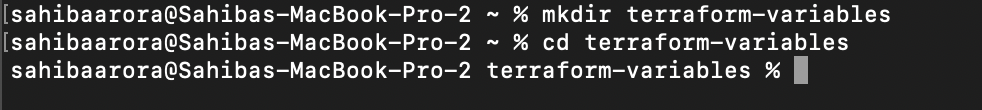 [sahibaarora@Sahibas-MacBook-Pro-2 ~ % mkdir terraform-variables
[sahibaarora@Sahibas-MacBook-Pro-2 ~ % cd terraform-variables
sahibaarora@Sahibas-MacBook-Pro-2 terraform-variables %